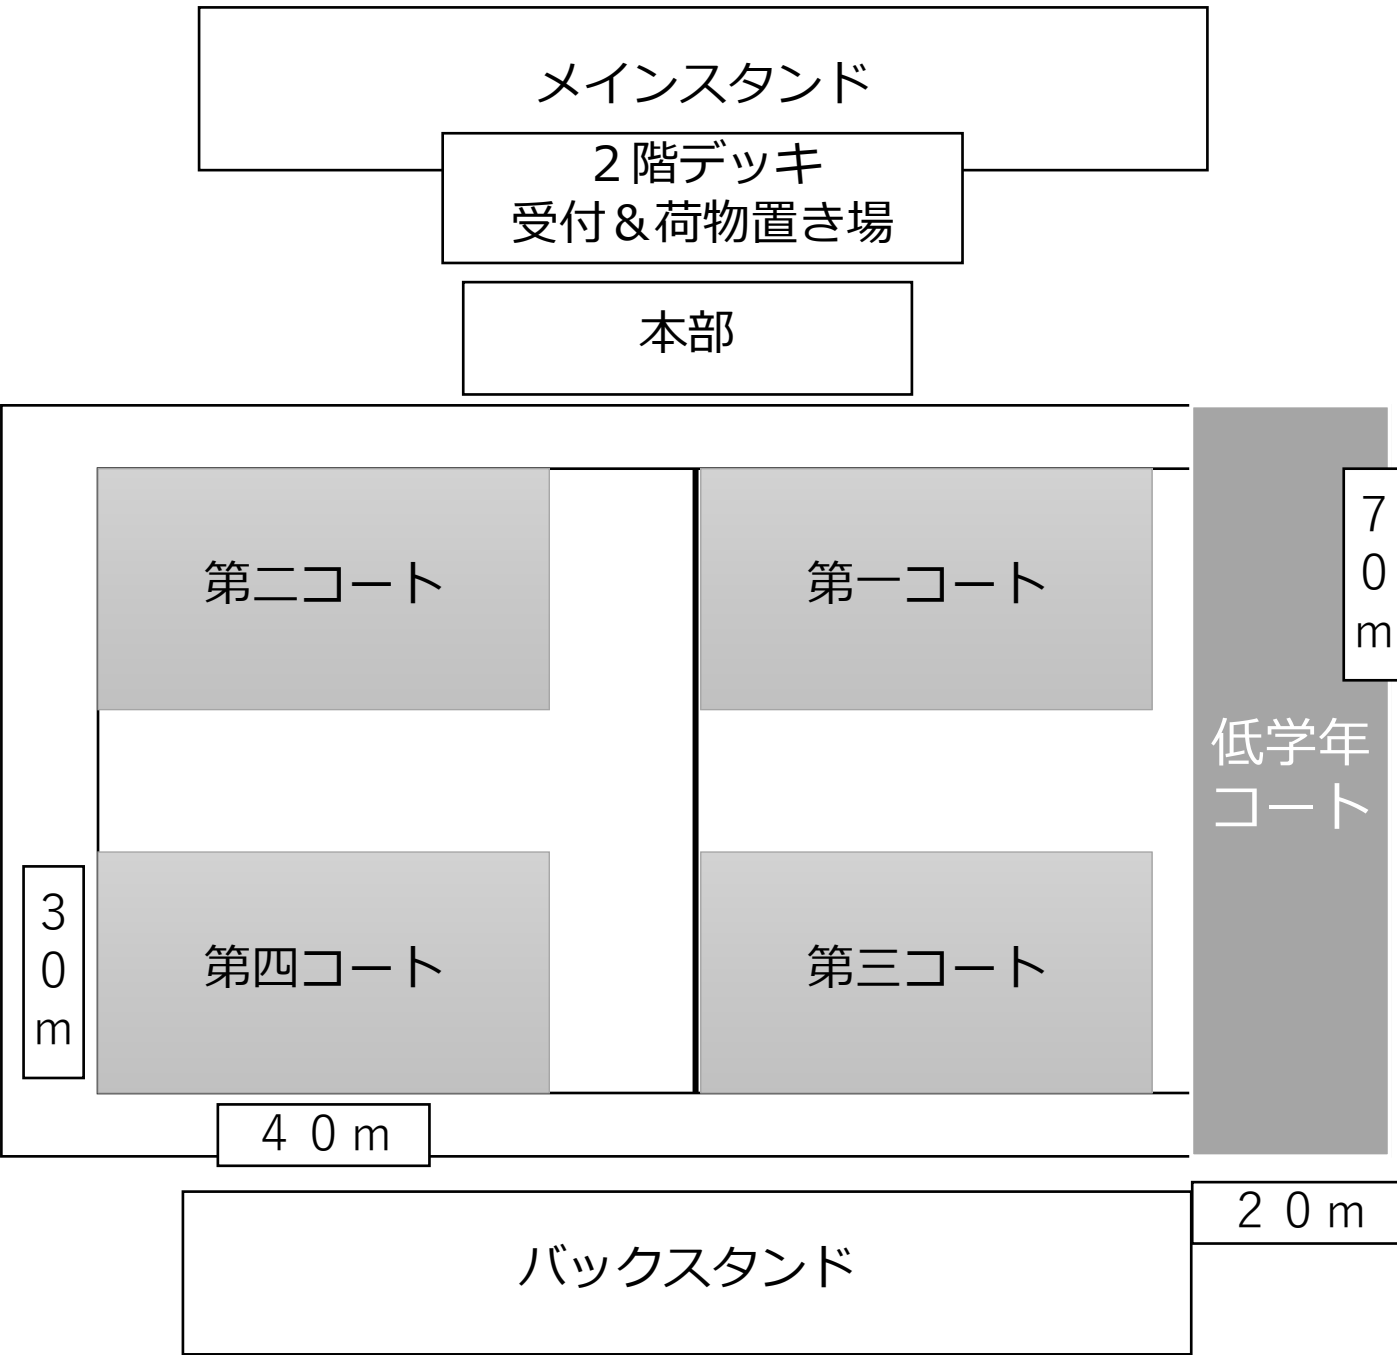 メインスタンド
２階デッキ
受付＆荷物置き場
本部
第二コート
第一コート
７０ｍ
低学年
コート
３０ｍ
第四コート
第三コート
４０ｍ
２０ｍ
バックスタンド